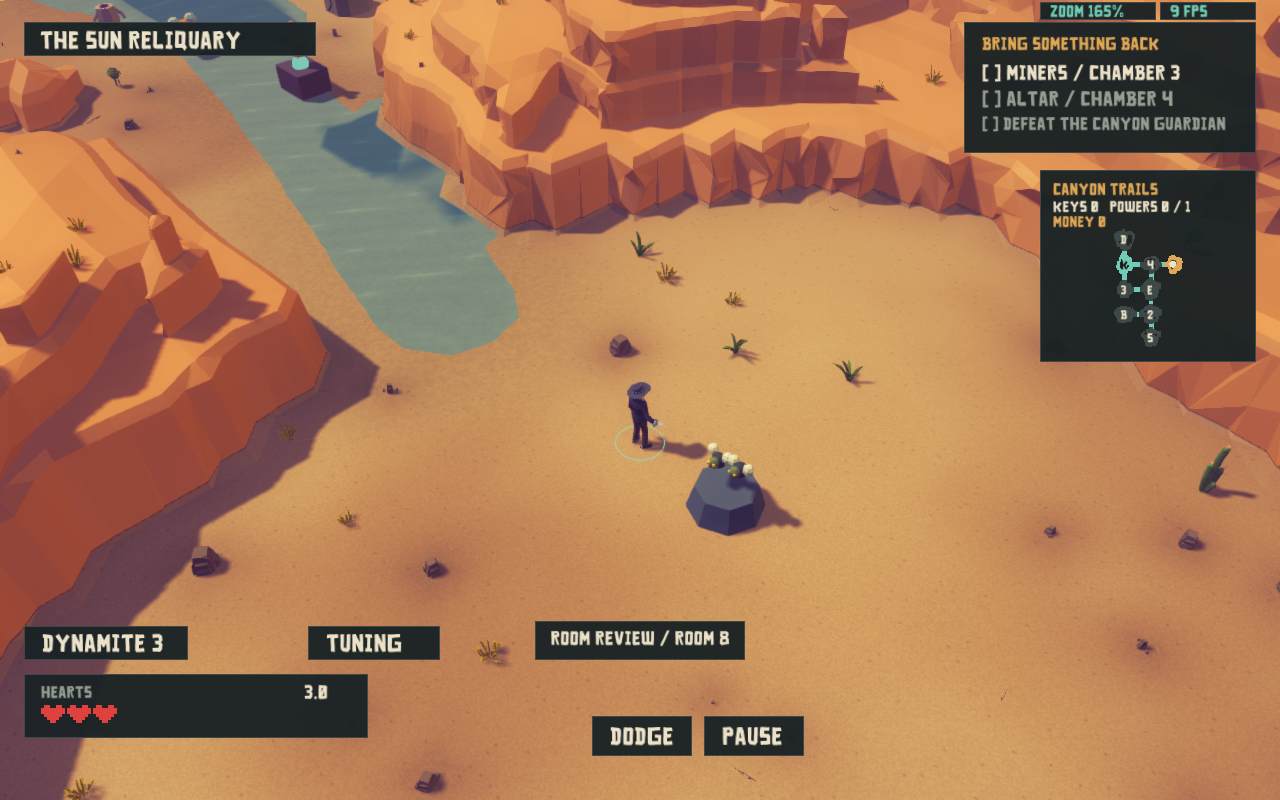 THE SUN RELIQUARY
ZOOM 165%
9 FPS
BRING SOMETHING BACK
[ ] MINERS / CHAMBER 3
[ ] ALTAR / CHAMBER 4
[ ] DEFEAT THE CANYON GUARDIAN
CANYON TRAILS
KEYS 0 POWERS 0 / 1
MONEY 0
D
4
3 E
B 2
5
DYNAMITE 3
TUNING
ROOM REVIEW / ROOM 8
HEARTS 3.0
DODGE
PAUSE